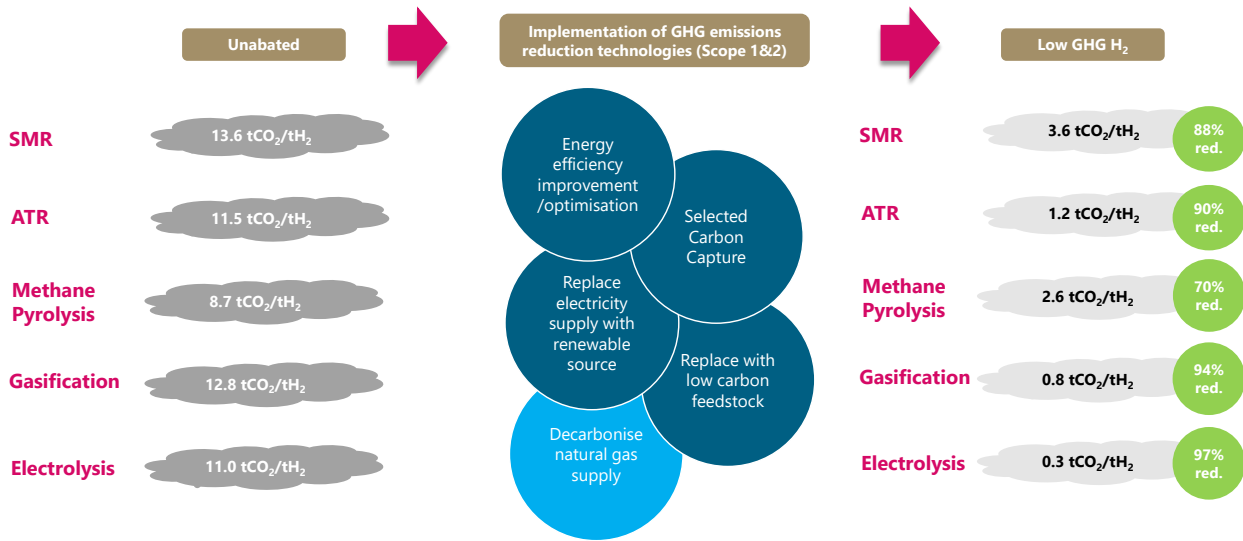 Unabated
Implementation of GHG emissions
reduction technologies (Scope 1&2)
Low GHG H₂
SMR
13.6 tCO₂/tH₂
ATR
11.5 tCO₂/tH₂
Methane
Pyrolysis
8.7 tCO₂/tH₂
Gasification
12.8 tCO₂/tH₂
Electrolysis
11.0 tCO₂/tH₂
Energy
efficiency
improvement
/optimisation
Selected
Carbon
Capture
Replace
electricity
supply with
renewable
source
Replace with
low carbon
feedstock
Decarbonise
natural gas
supply
SMR
3.6 tCO₂/tH₂
88%
red.
ATR
1.2 tCO₂/tH₂
90%
red.
Methane
Pyrolysis
2.6 tCO₂/tH₂
70%
red.
Gasification
0.8 tCO₂/tH₂
94%
red.
Electrolysis
0.3 tCO₂/tH₂
97%
red.